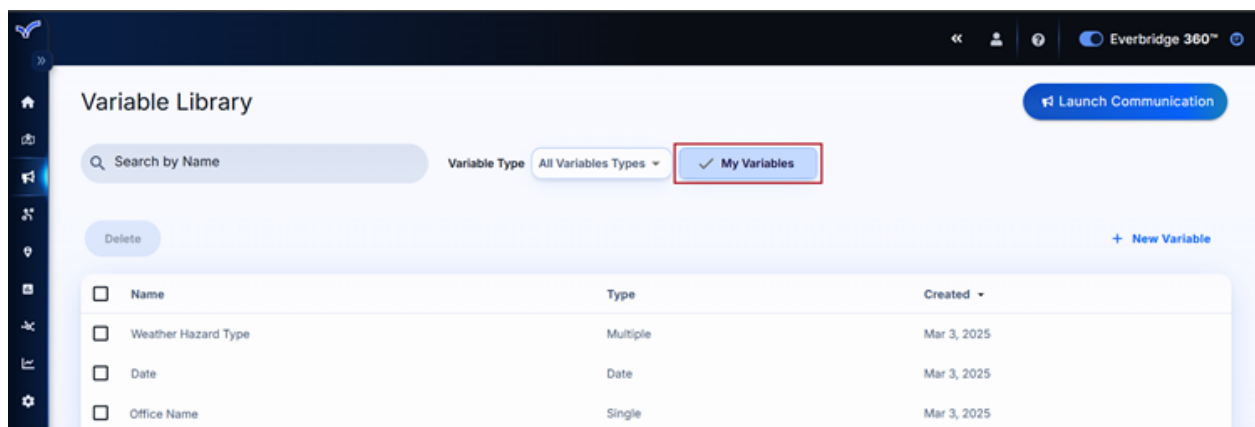 Everbridge 360™
Variable Library
Launch Communication
Search by Name
Variable Type
All Variables Types
My Variables
Delete
+ New Variable
Name Type Created
Weather Hazard Type Multiple Mar 3, 2025
Date Date Mar 3, 2025
Office Name Single Mar 3, 2025